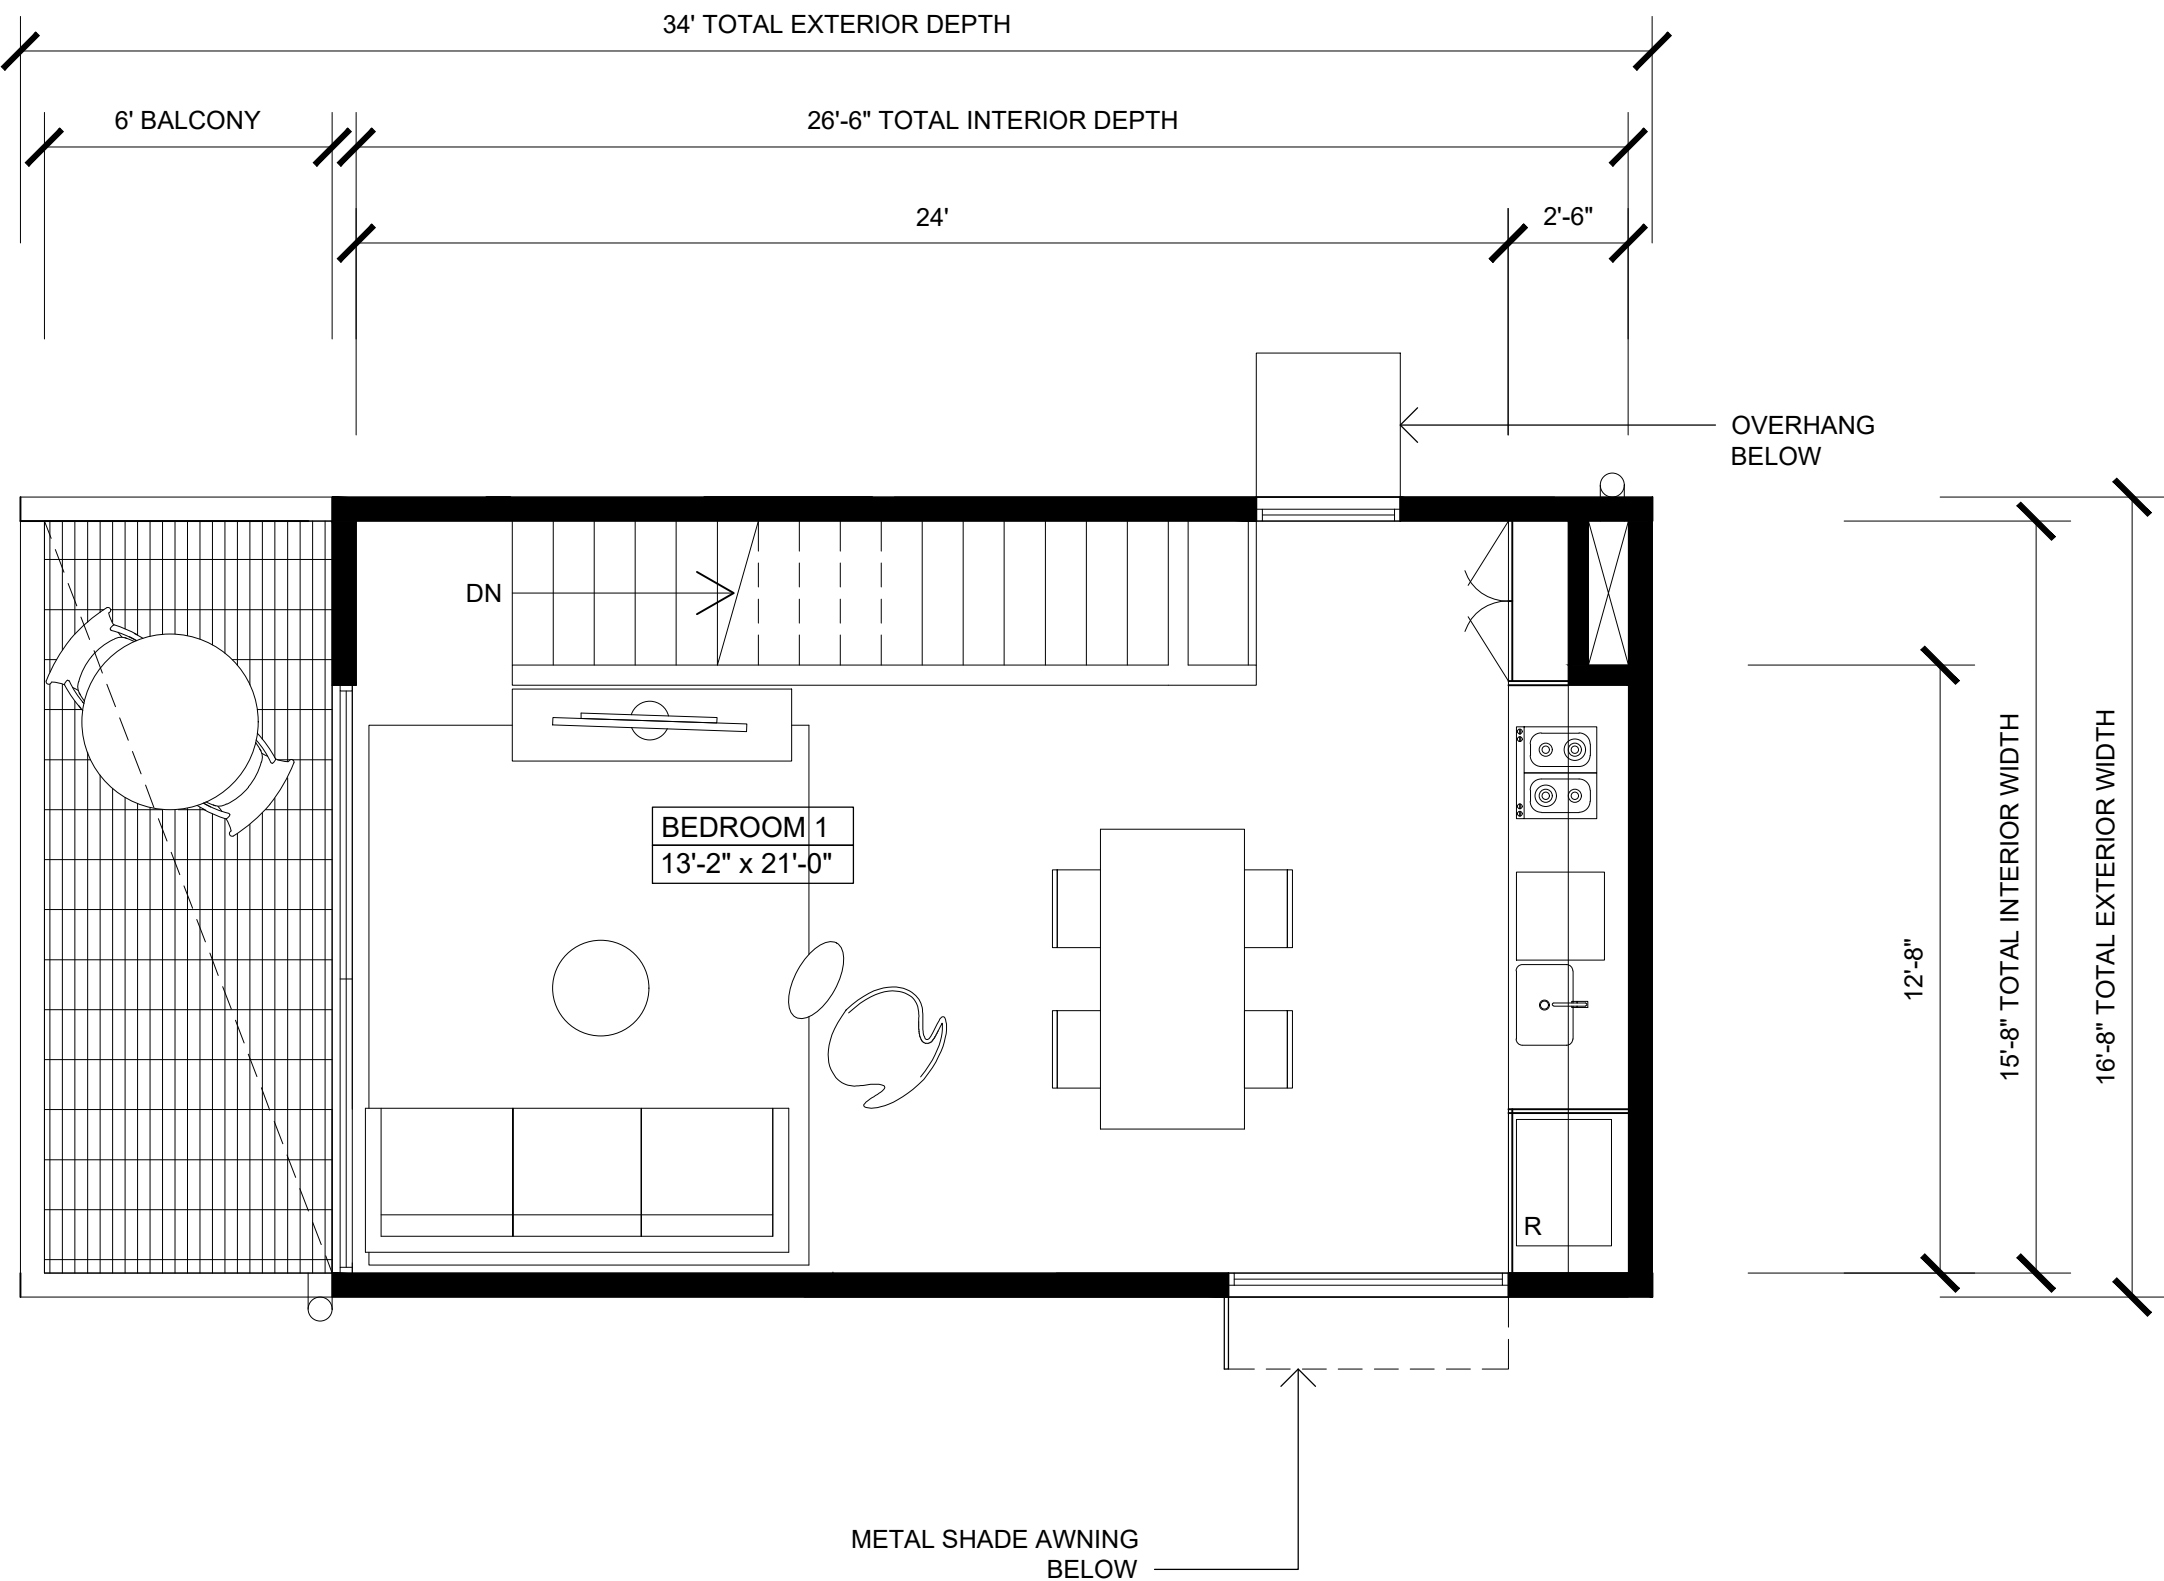 34' TOTAL EXTERIOR DEPTH
6' BALCONY
26'-6" TOTAL INTERIOR DEPTH
24'
2'-6"
OVERHANG
BELOW
DN
BEDROOM 1
13'-2" x 21'-0"
12'-8"
15'-8" TOTAL INTERIOR WIDTH
16'-8" TOTAL EXTERIOR WIDTH
R
METAL SHADE AWNING
BELOW